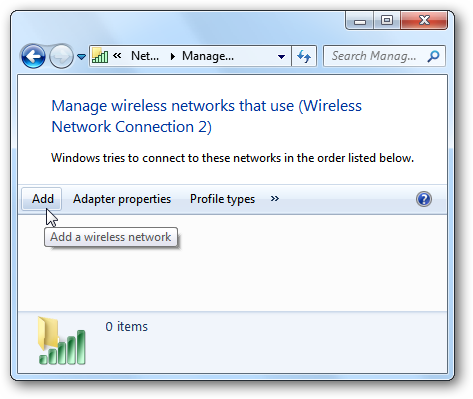 « Net... Manage...
Search Manag...
Manage wireless networks that use (Wireless
Network Connection 2)
Windows tries to connect to these networks in the order listed below.
Add Adapter properties Profile types » ?
Add a wireless network
0 items